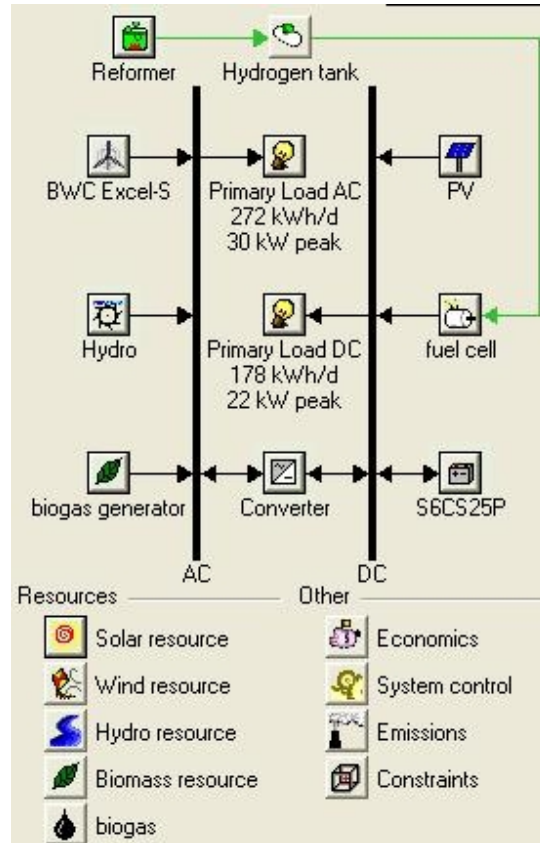 Reformer
Hydrogen tank
BWC Excel-S
Primary Load AC
272 kWh/d
30 kW peak
PV
Hydro
Primary Load DC
178 kWh/d
22 kW peak
fuel cell
biogas generator
Converter
S6CS25P
AC
DC
Resources
Other
Solar resource
Economics
Wind resource
System control
Hydro resource
Emissions
Biomass resource
Constraints
biogas